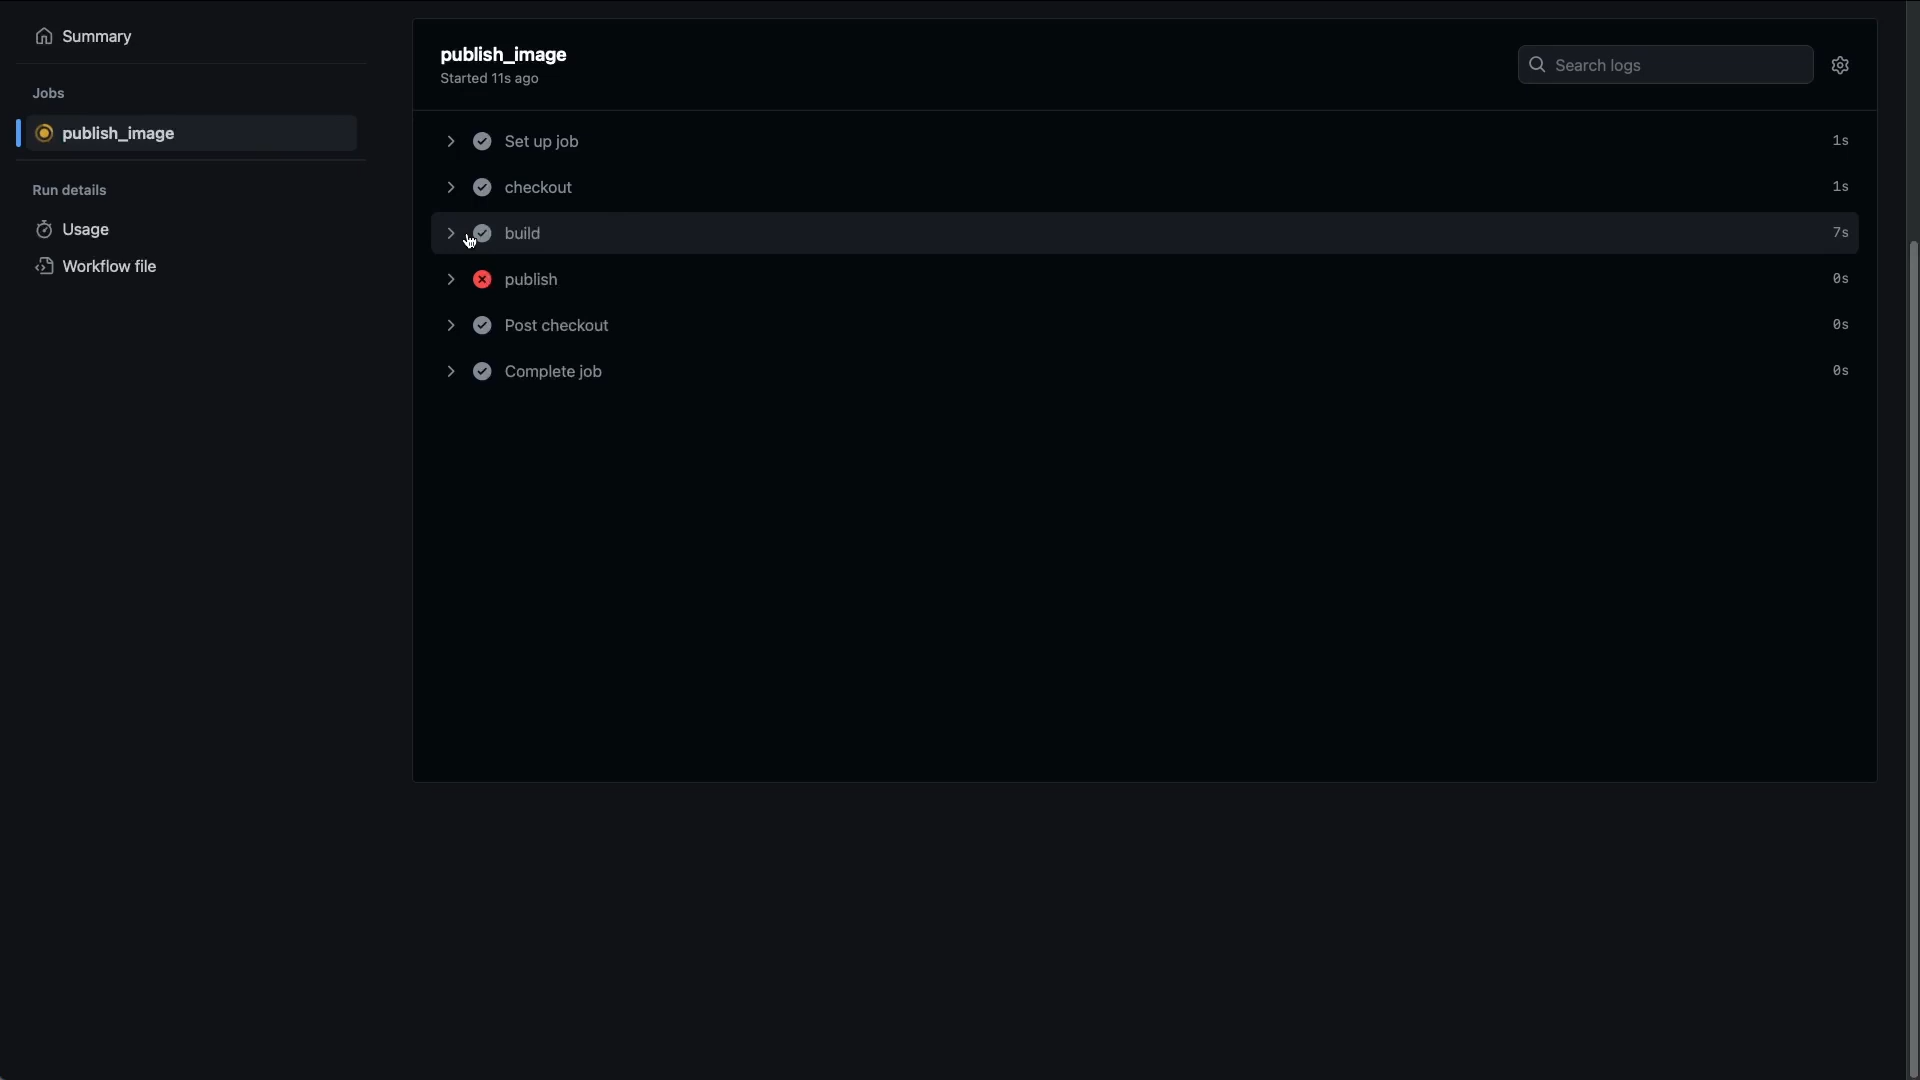 Summary
Jobs
publish_image
Run details
Usage
Workflow file
publish_image
Started 11s ago
Search logs
Set up job 1s
checkout 1s
build 7s
publish 0s
Post checkout 0s
Complete job 0s